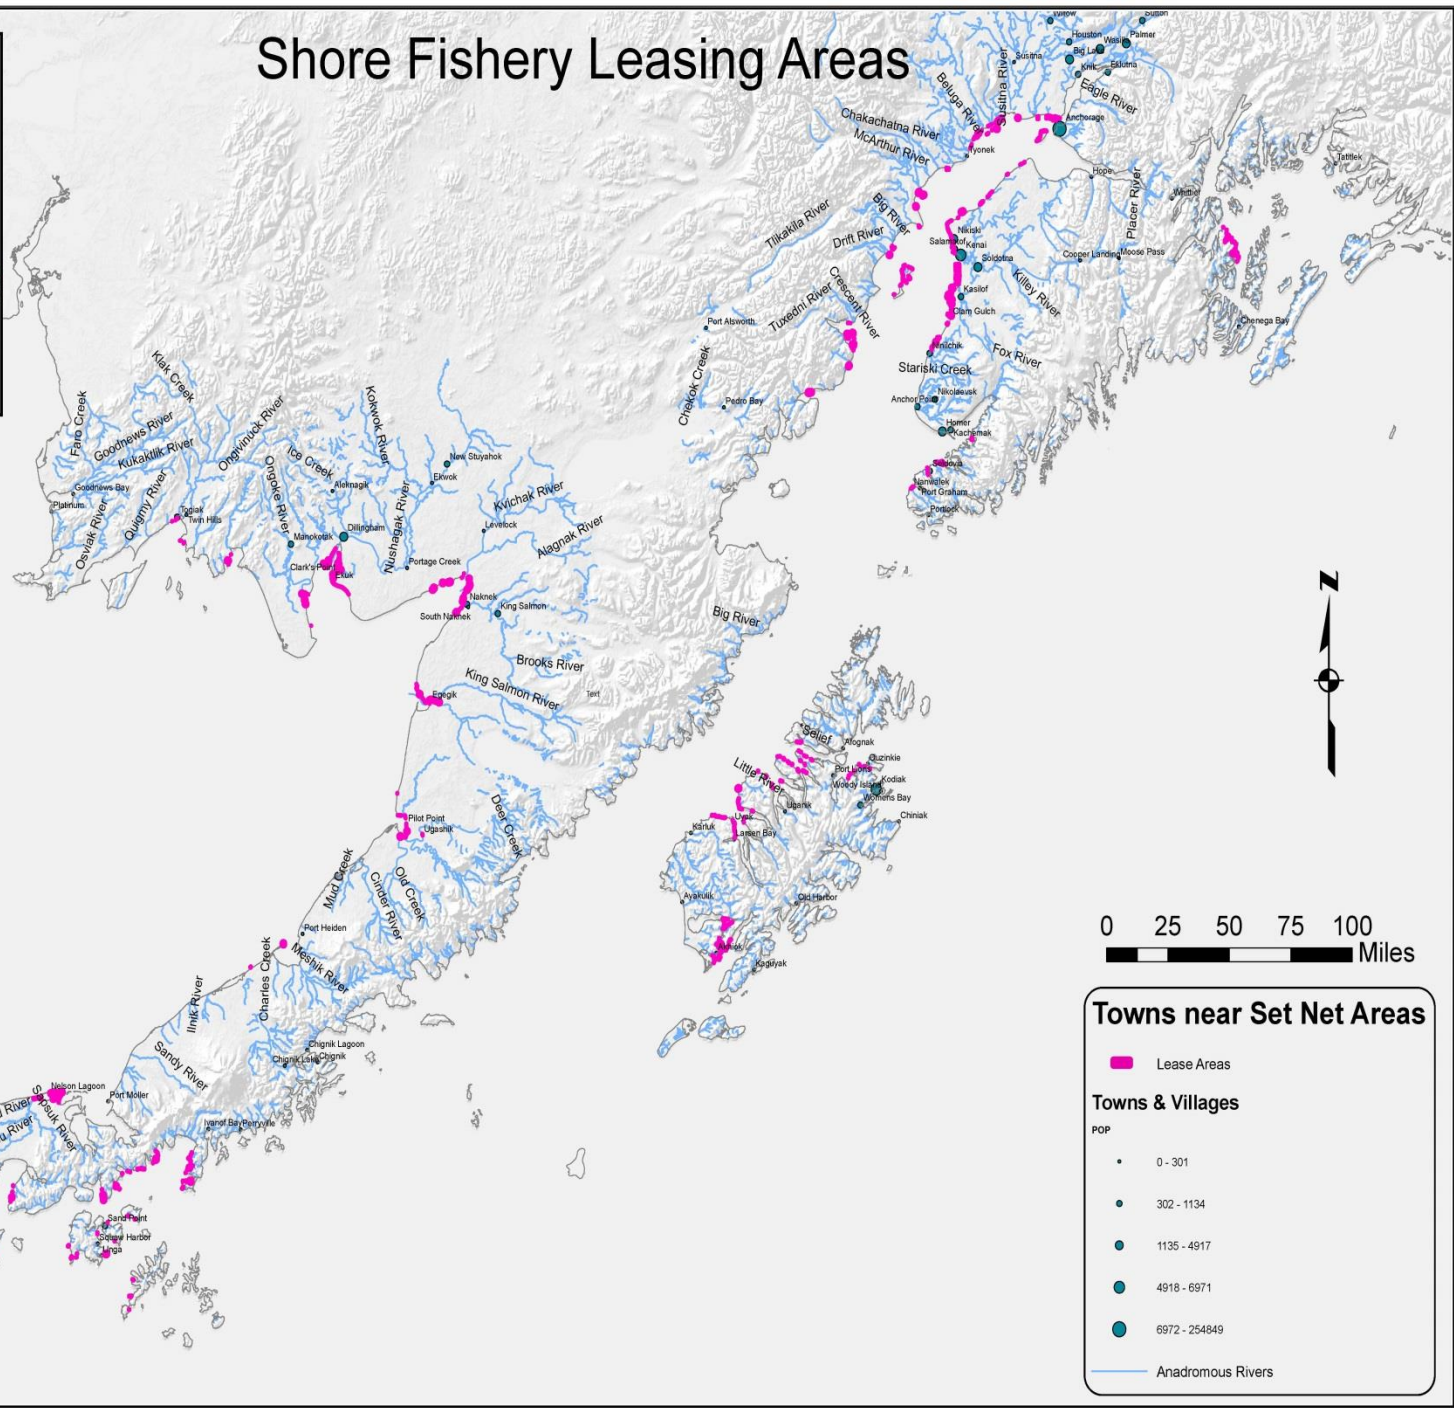 Shore Fishery Leasing Areas
Willow
Sutton
Houston
Wasilla
Palmer
Susitna
Knik
Eklutna
Eagle River
Susitna River
Beluga River
Anchorage
Chakachatna River
McArthur River
Tyonek
Hope
Tatitlek
Whittier
Placer River
Big River
Tlikakila River
Drift River
Nikiski
Salamatof
Kenai
Soldotna
Cooper Landing
Moose Pass
Killey River
Crescent River
Tuxedni River
Kasilof
Clam Gulch
Port Alsworth
Chenega Bay
Ninilchik
Fox River
Stariski Creek
Chekok Creek
Pedro Bay
Nikolaevsk
Anchor Point
Homer
Kachemak
Seldovia
Nanwalek
Port Graham
Portlock
Klak Creek
Faro Creek
Goodnews River
Kukaktlik River
Ongivinuck River
Kokwok River
Ice Creek
New Stuyahok
Goodnews Bay
Platinum
Ongoke River
Aleknagik
Ekwok
Kvichak River
Quigmy River
Osviak River
Togiak
Twin Hills
Manokotak
Dillingham
Nushagak River
Levelock
Alagnak River
Clark's Point
Ekuk
Portage Creek
Naknek
South Naknek
King Salmon
Big River
Brooks River
King Salmon River
Text
Egegik
Selief
Afognak
Ouzinkie
Port Lions
Little River
Kodiak
Woody Island
Womens Bay
Uganik
Chiniak
Uyak
Karluk
Larsen Bay
Pilot Point
Ugashik
Deer Creek
Mud Creek
Cinder River
Old Creek
Ayakulik
Old Harbor
Akhiok
Kaguyak
Port Heiden
Meshik River
Charles Creek
Ilnik River
Sandy River
Chignik Lagoon
Chignik Lake
Chignik
Nelson Lagoon
Port Moller
Sapsuk River
River
u River
Ivanof Bay
Perryville
Sand Point
Squaw Harbor
Unga
N
0 25 50 75 100
Miles
Towns near Set Net Areas
Lease Areas
Towns & Villages
POP
0 - 301
302 - 1134
1135 - 4917
4918 - 6971
6972 - 254849
Anadromous Rivers